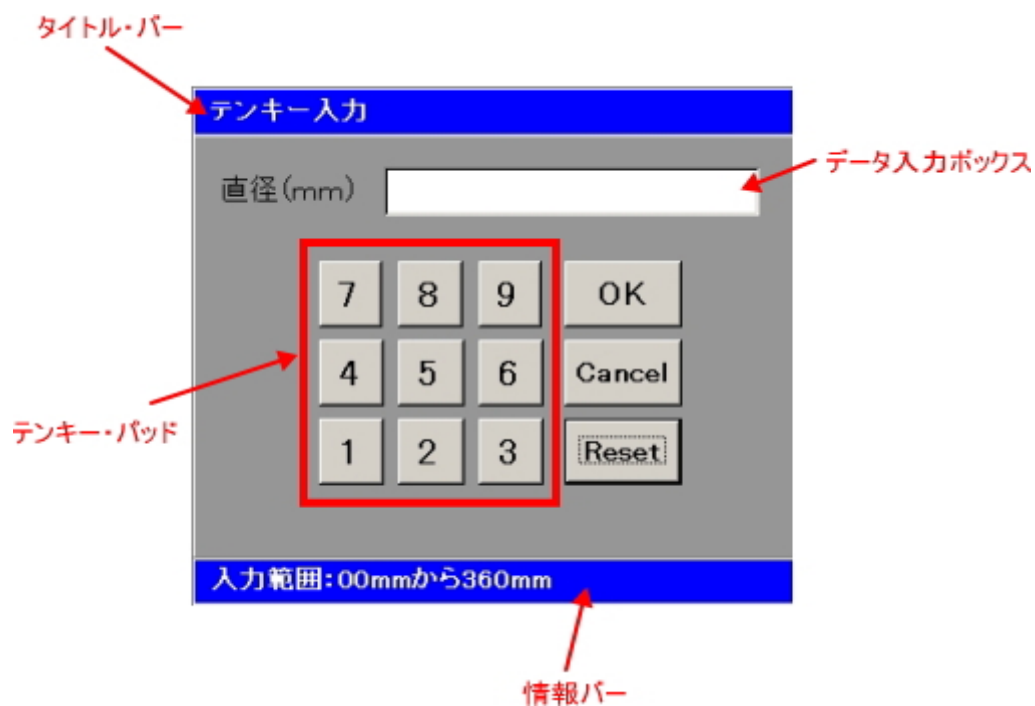 タイトル・バー
テンキー入力
直径(mm)
データ入力ボックス
7 8 9 OK
4 5 6 Cancel
テンキー・パッド
1 2 3 Reset
入力範囲:00mmから360mm
情報バー